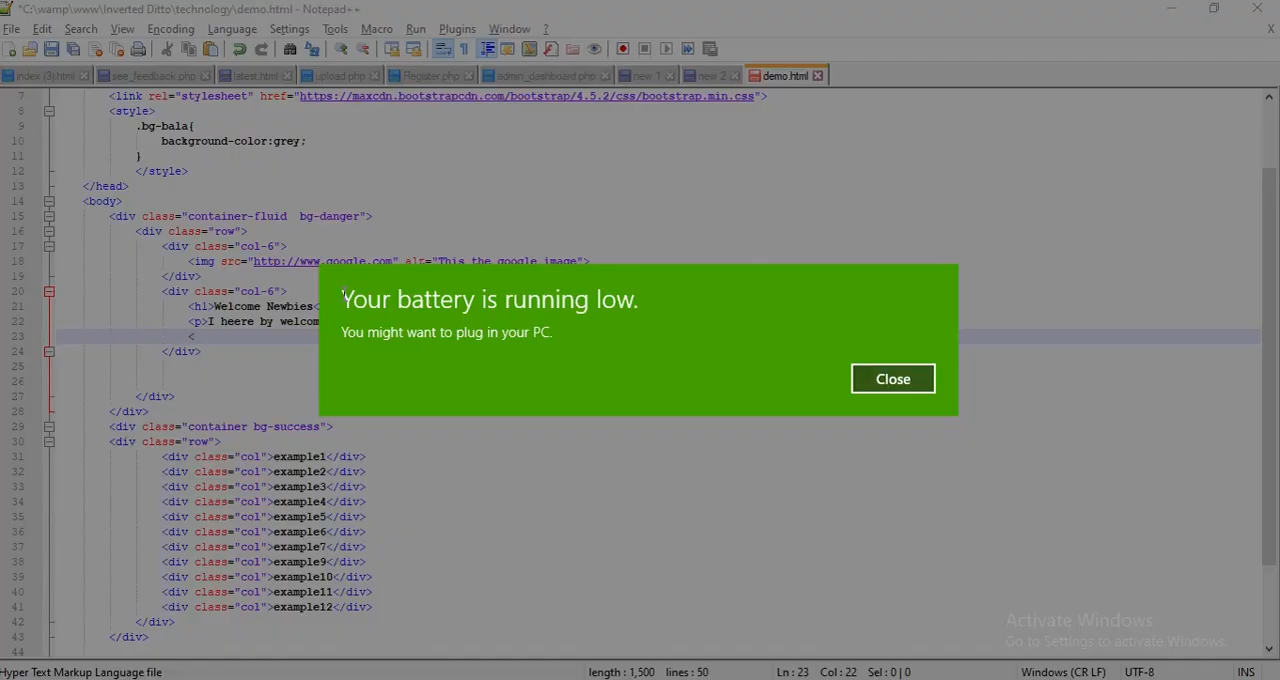 *C:\wamp\www\Inverted Ditto\technology\demo.html - Notepad++
File Edit Search View Encoding Language Settings Tools Macro Run Plugins Window ? X
index (3).html see_feedback.php latest.html upload.php Register.php admin_dashboard.php new 1 new 2 demo.html
7 <link rel="stylesheet" href="https://maxcdn.bootstrapcdn.com/bootstrap/4.5.2/css/bootstrap.min.css">
8 <style>
9 .bg-bala{
10 background-color:grey;
11 }
12 </style>
13 </head>
14 <body>
15 <div class="container-fluid bg-danger">
16 <div class="row">
17 <div class="col-6">
18 <img src="http://www.google.com" alt="This the google image">
19 </div>
20 <div class="col-6">
21 <h1>Welcome Newbies<
22 <p>I heere by welcom
23 <
24 </div>
25
26
27 </div>
28 </div>
29 <div class="container bg-success">
30 <div class="row">
31 <div class="col">example1</div>
32 <div class="col">example2</div>
33 <div class="col">example3</div>
34 <div class="col">example4</div>
35 <div class="col">example5</div>
36 <div class="col">example6</div>
37 <div class="col">example7</div>
38 <div class="col">example9</div>
39 <div class="col">example10</div>
40 <div class="col">example11</div>
41 <div class="col">example12</div>
42 </div>
43 </div>
44
Your battery is running low.
You might want to plug in your PC.
Close
Activate Windows
Go to Settings to activate Windows.
Hyper Text Markup Language file length : 1,500 lines : 50 Ln : 23 Col : 22 Sel : 0 | 0 Windows (CR LF) UTF-8 INS